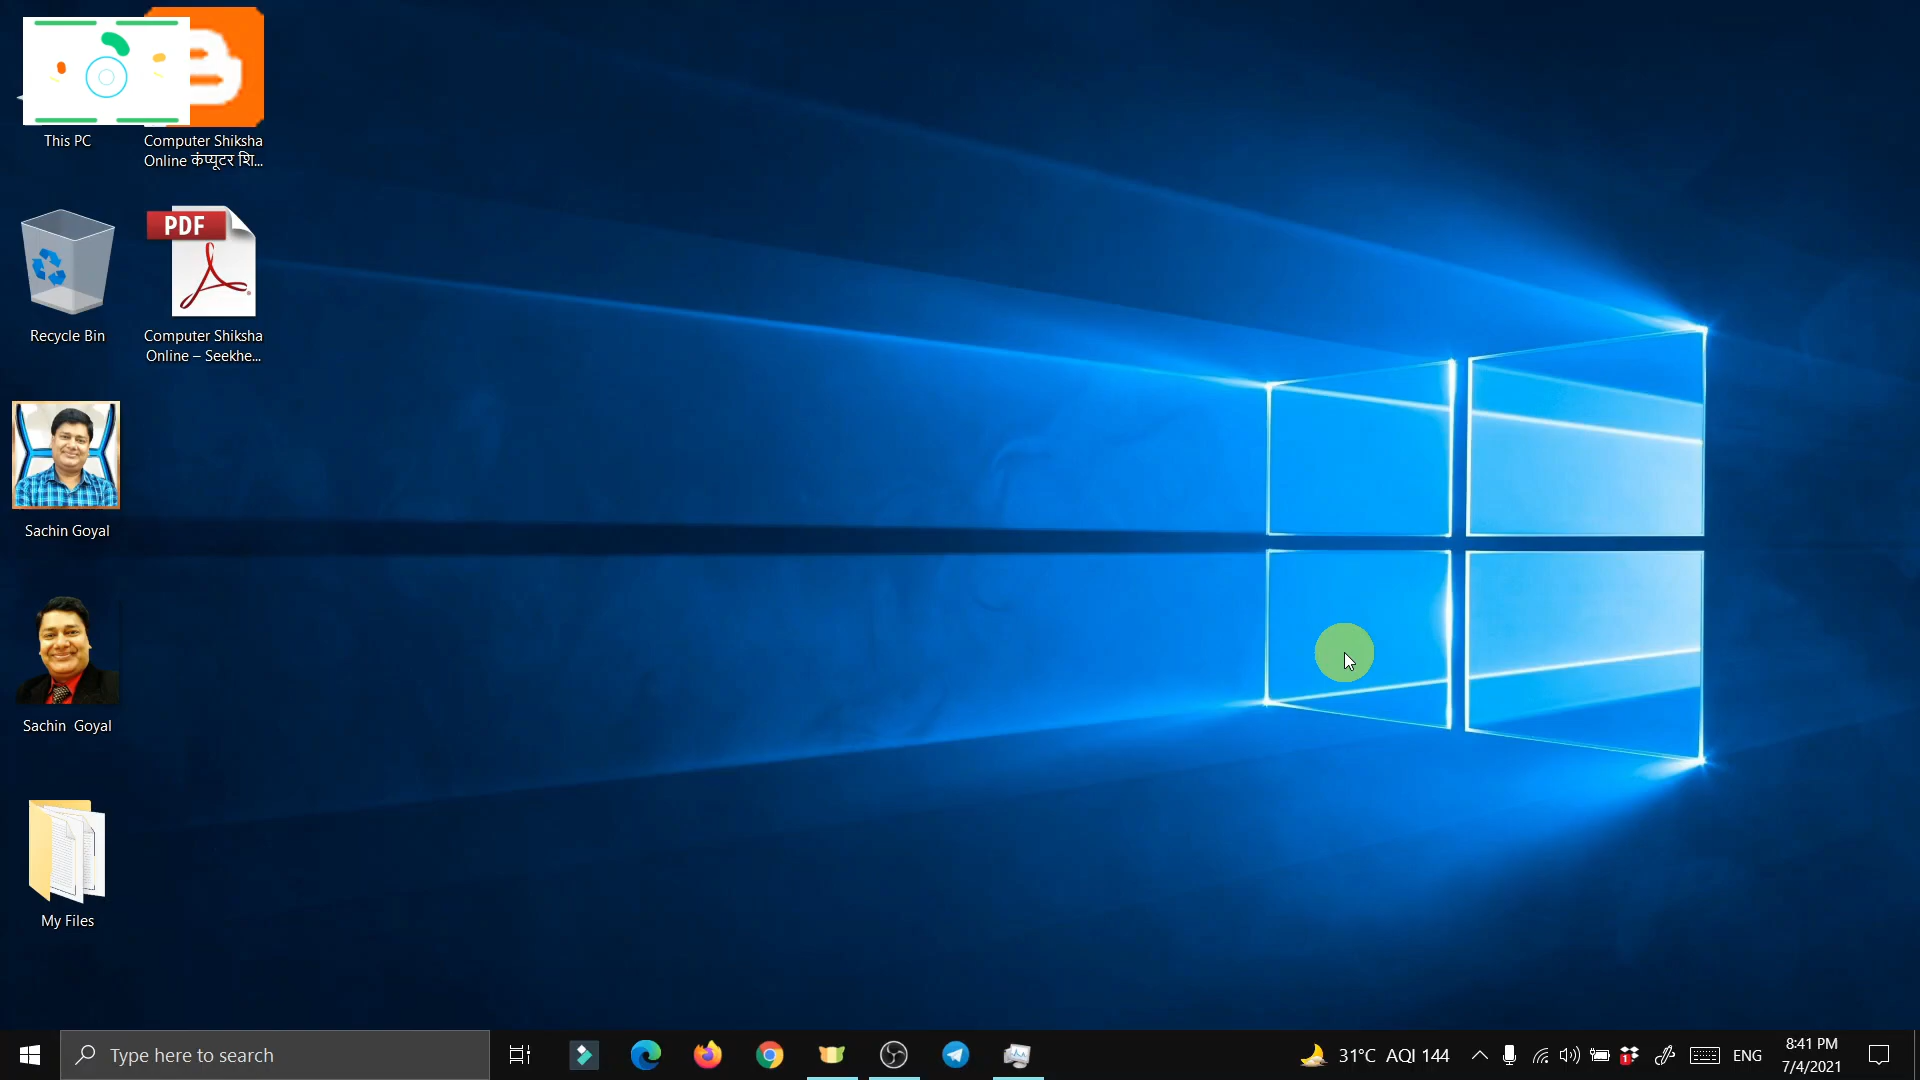 This PC
Computer Shiksha
Online कंप्यूटर शि...
Recycle Bin
PDF
Computer Shiksha
Online – Seekhe...
Sachin Goyal
Sachin  Goyal
My Files
Type here to search
31°C AQI 144
1
ENG
8:41 PM
7/4/2021